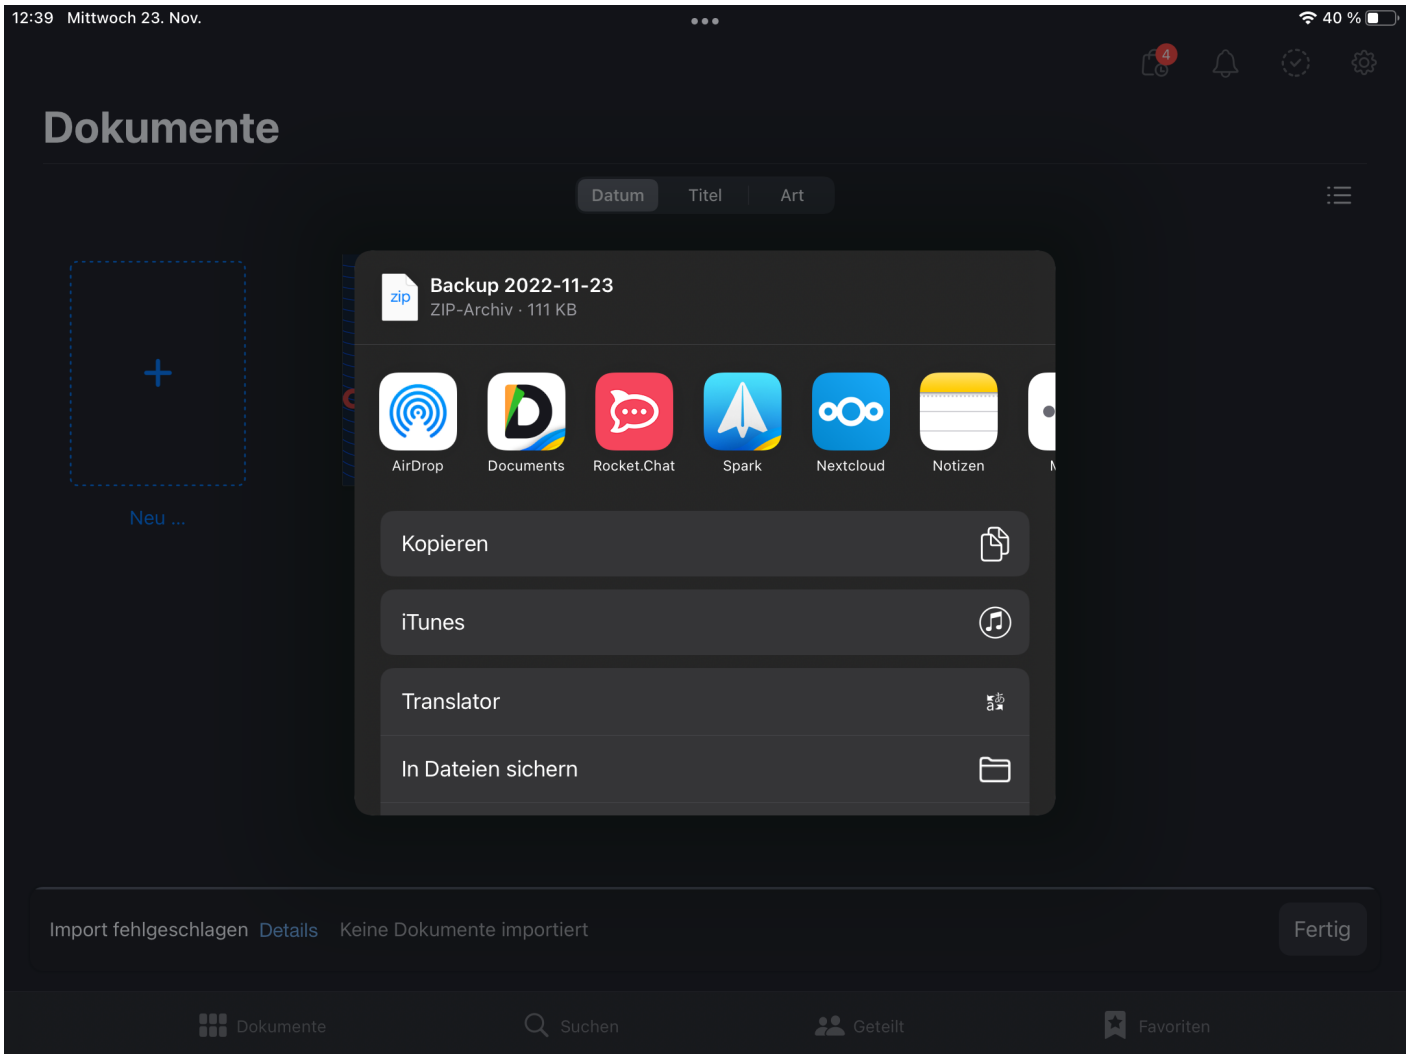 12:39 Mittwoch 23. Nov.
40 %
4
Dokumente
Datum Titel Art
zip
Backup 2022-11-23
ZIP-Archiv · 111 KB
AirDrop Documents Rocket.Chat Spark Nextcloud Notizen
Neu ...
Kopieren
iTunes
Translator
In Dateien sichern
Import fehlgeschlagen Details Keine Dokumente importiert Fertig
Dokumente Suchen Geteilt Favoriten